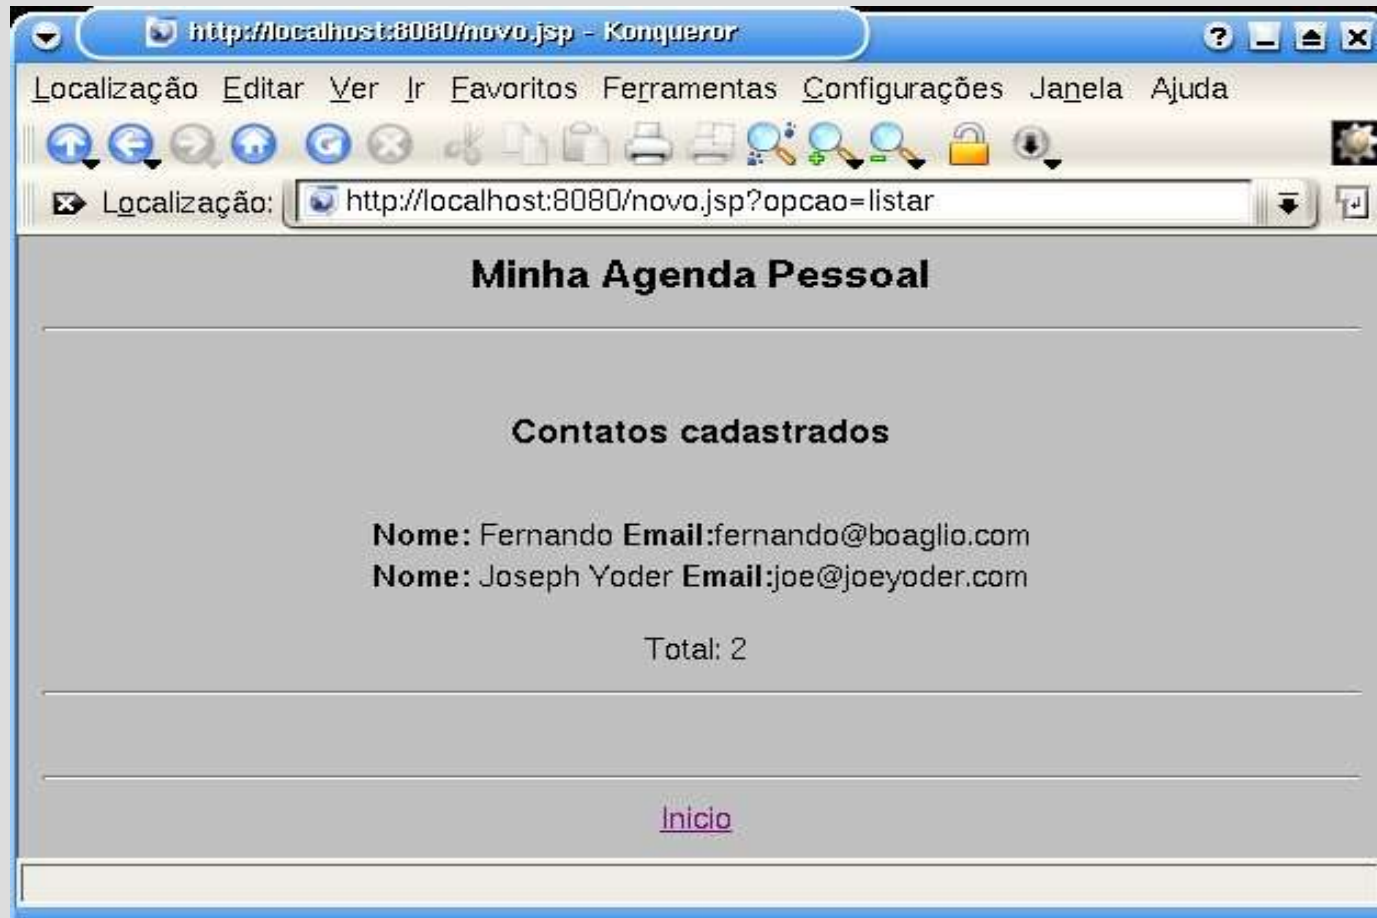 http://localhost:8080/novo.jsp - Konqueror
Localização Editar Ver Ir Favoritos Ferramentas Configurações Janela Ajuda
Localização: http://localhost:8080/novo.jsp?opcao=listar
Minha Agenda Pessoal
Contatos cadastrados
Nome: Fernando Email:fernando@boaglio.com
Nome: Joseph Yoder Email:joe@joeyoder.com
Total: 2
Inicio